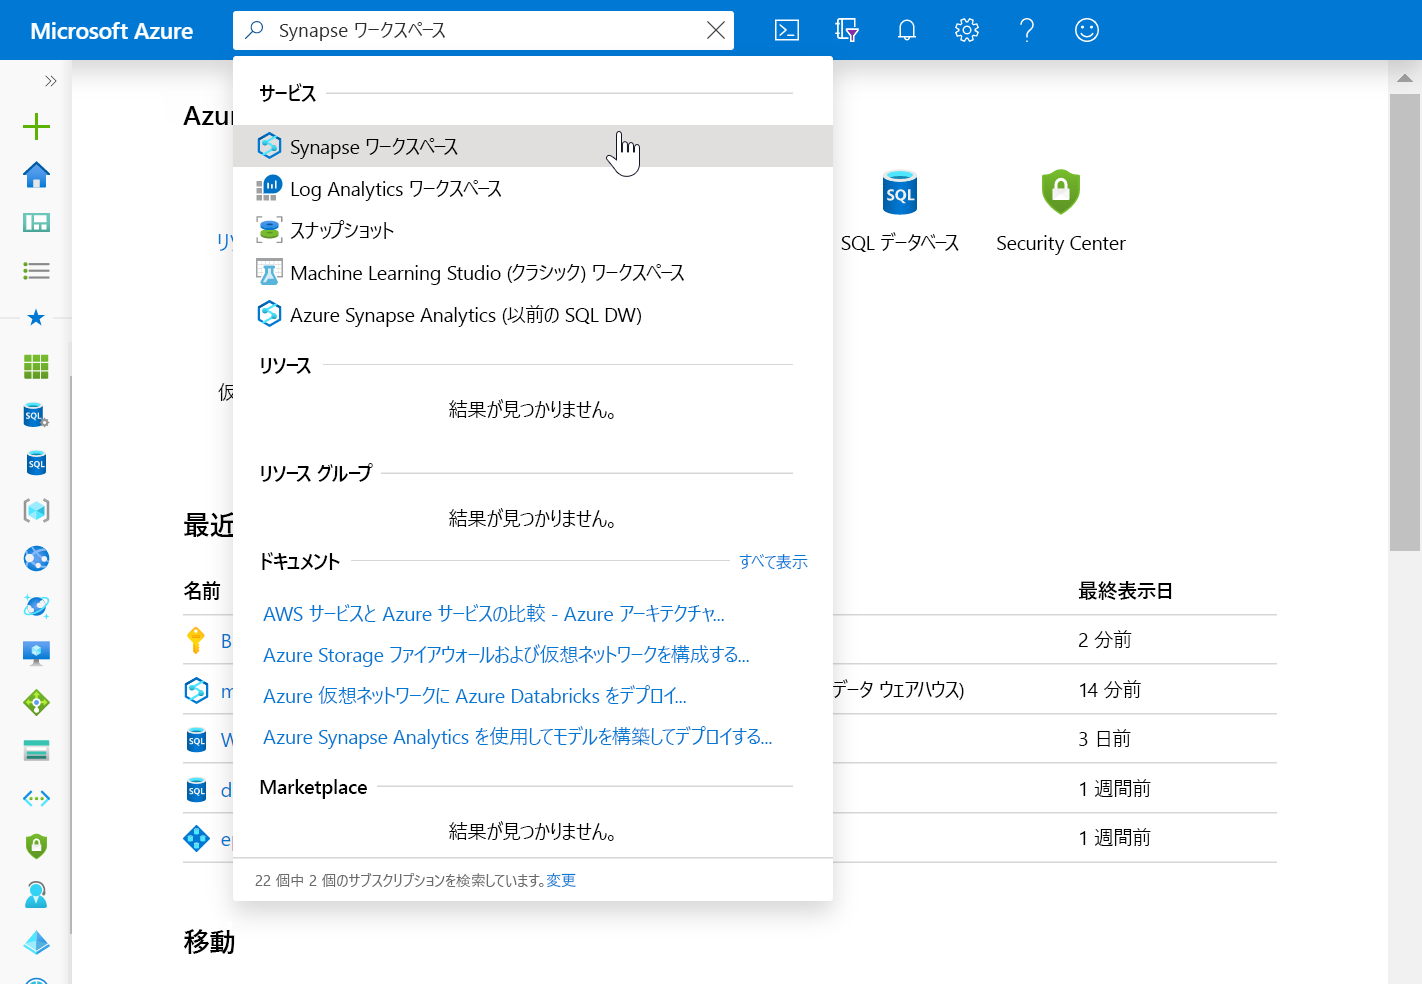 Microsoft Azure
Synapse ワークスペース
サービス
Synapse ワークスペース
Log Analytics ワークスペース
スナップショット
Machine Learning Studio (クラシック) ワークスペース
Azure Synapse Analytics (以前の SQL DW)
リソース
結果が見つかりません。
リソース グループ
結果が見つかりません。
ドキュメント
すべて表示
AWS サービスと Azure サービスの比較 - Azure アーキテクチャ...
Azure Storage ファイアウォールおよび仮想ネットワークを構成する...
Azure 仮想ネットワークに Azure Databricks をデプロイ...
Azure Synapse Analytics を使用してモデルを構築してデプロイする...
Marketplace
結果が見つかりません。
22 個中 2 個のサブスクリプションを検索しています。変更
SQL データベース
Security Center
仮
最近
名前
最終表示日
B
2 分前
m
データ ウェアハウス)
14 分前
W
3 日前
d
1 週間前
1 週間前
移動
SQL
SQL
SQL
SQL
SQL